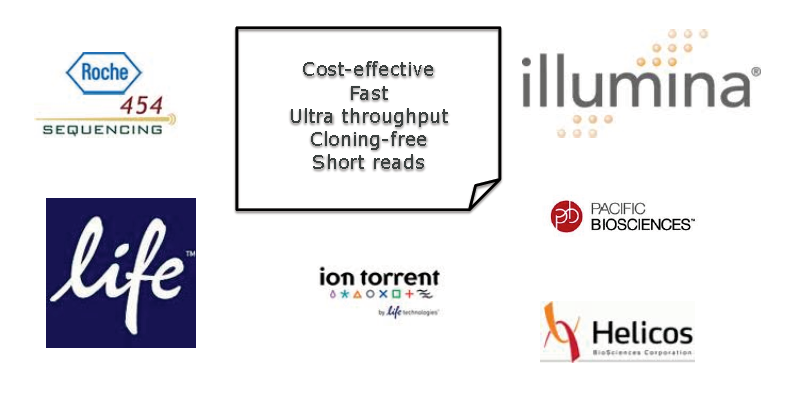 Roche
454
SEQUENCING
Cost-effective
Fast
Ultra throughput
Cloning-free
Short reads
illumina®
life™
ion torrent
by life technologies™
PACIFIC
BIOSCIENCES™
Helicos
BioSciences Corporation